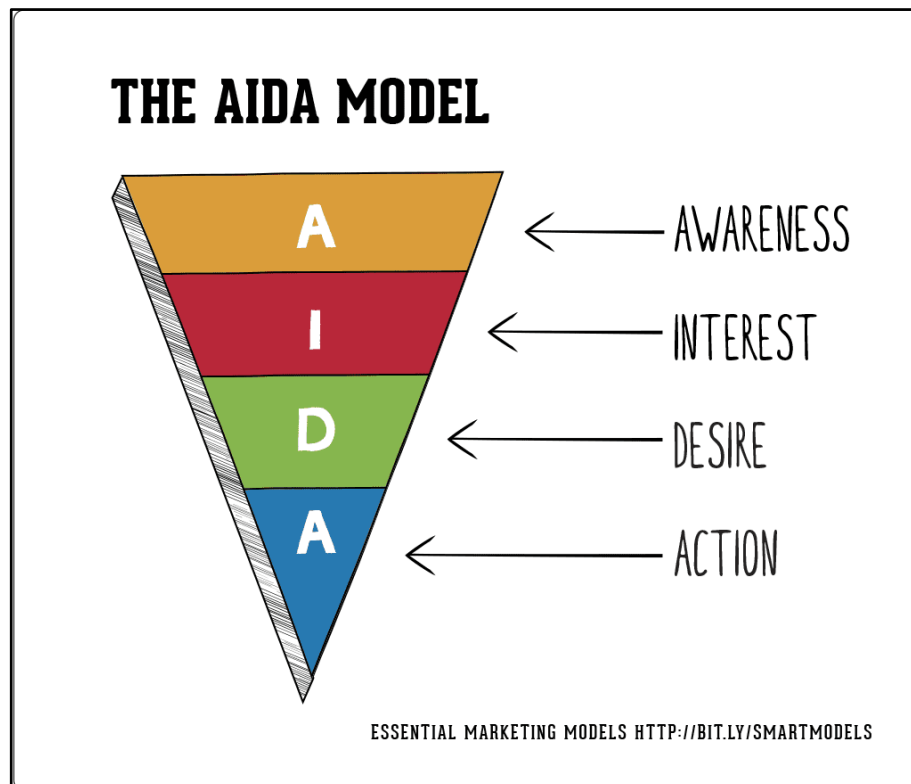 THE AIDA MODEL
A
AWARENESS
I
INTEREST
D
DESIRE
A
ACTION
ESSENTIAL MARKETING MODELS HTTP://BIT.LY/SMARTMODELS